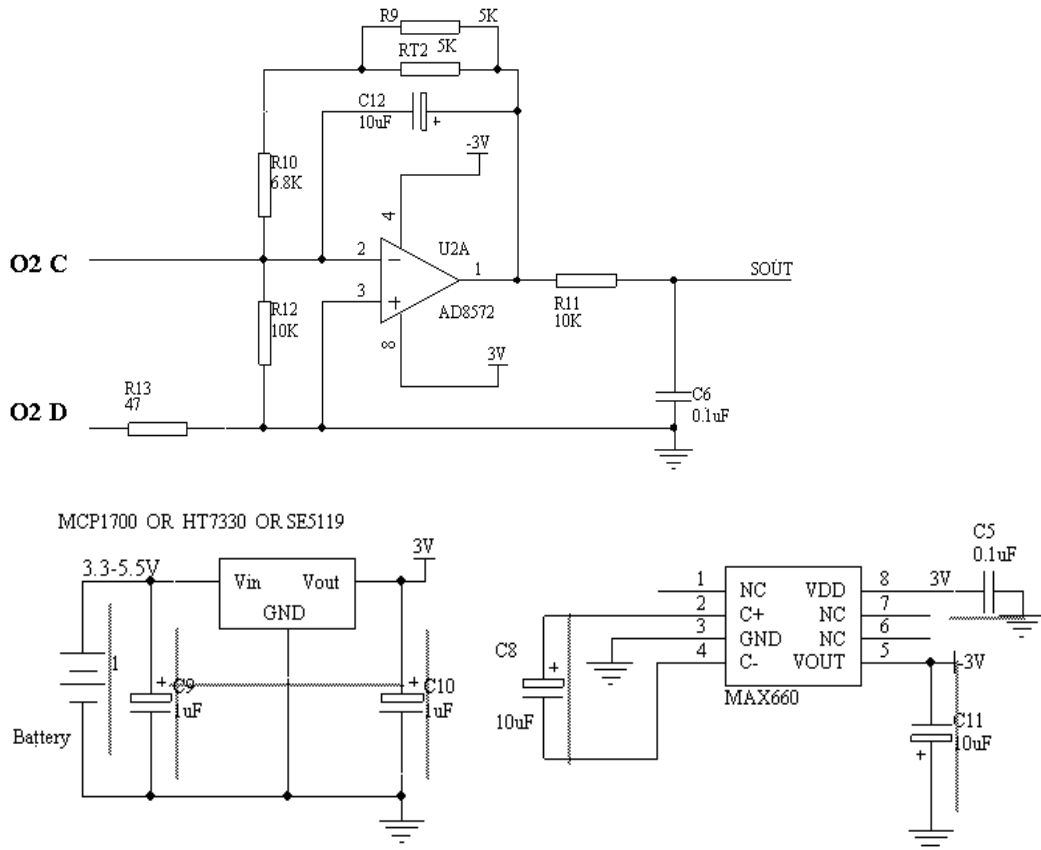 R9 5K
RT2 5K
C12
10uF
-3V
R10
6.8K
4
O2 C
2
U2A
1
SOUT
3
R12
10K
AD8572
R11
10K
8
3V
R13
47
O2 D
C6
0.1uF
MCP1700 OR HT7330 OR SE5119
3V
3.3-5.5V
Vin Vout
GND
1
C9
1uF
C10
1uF
Battery
C5
0.1uF
1 NC VDD 8 3V
2 C+ NC 7
3 GND NC 6
4 C- VOUT 5
-3V
C8
10uF
MAX660
C11
10uF